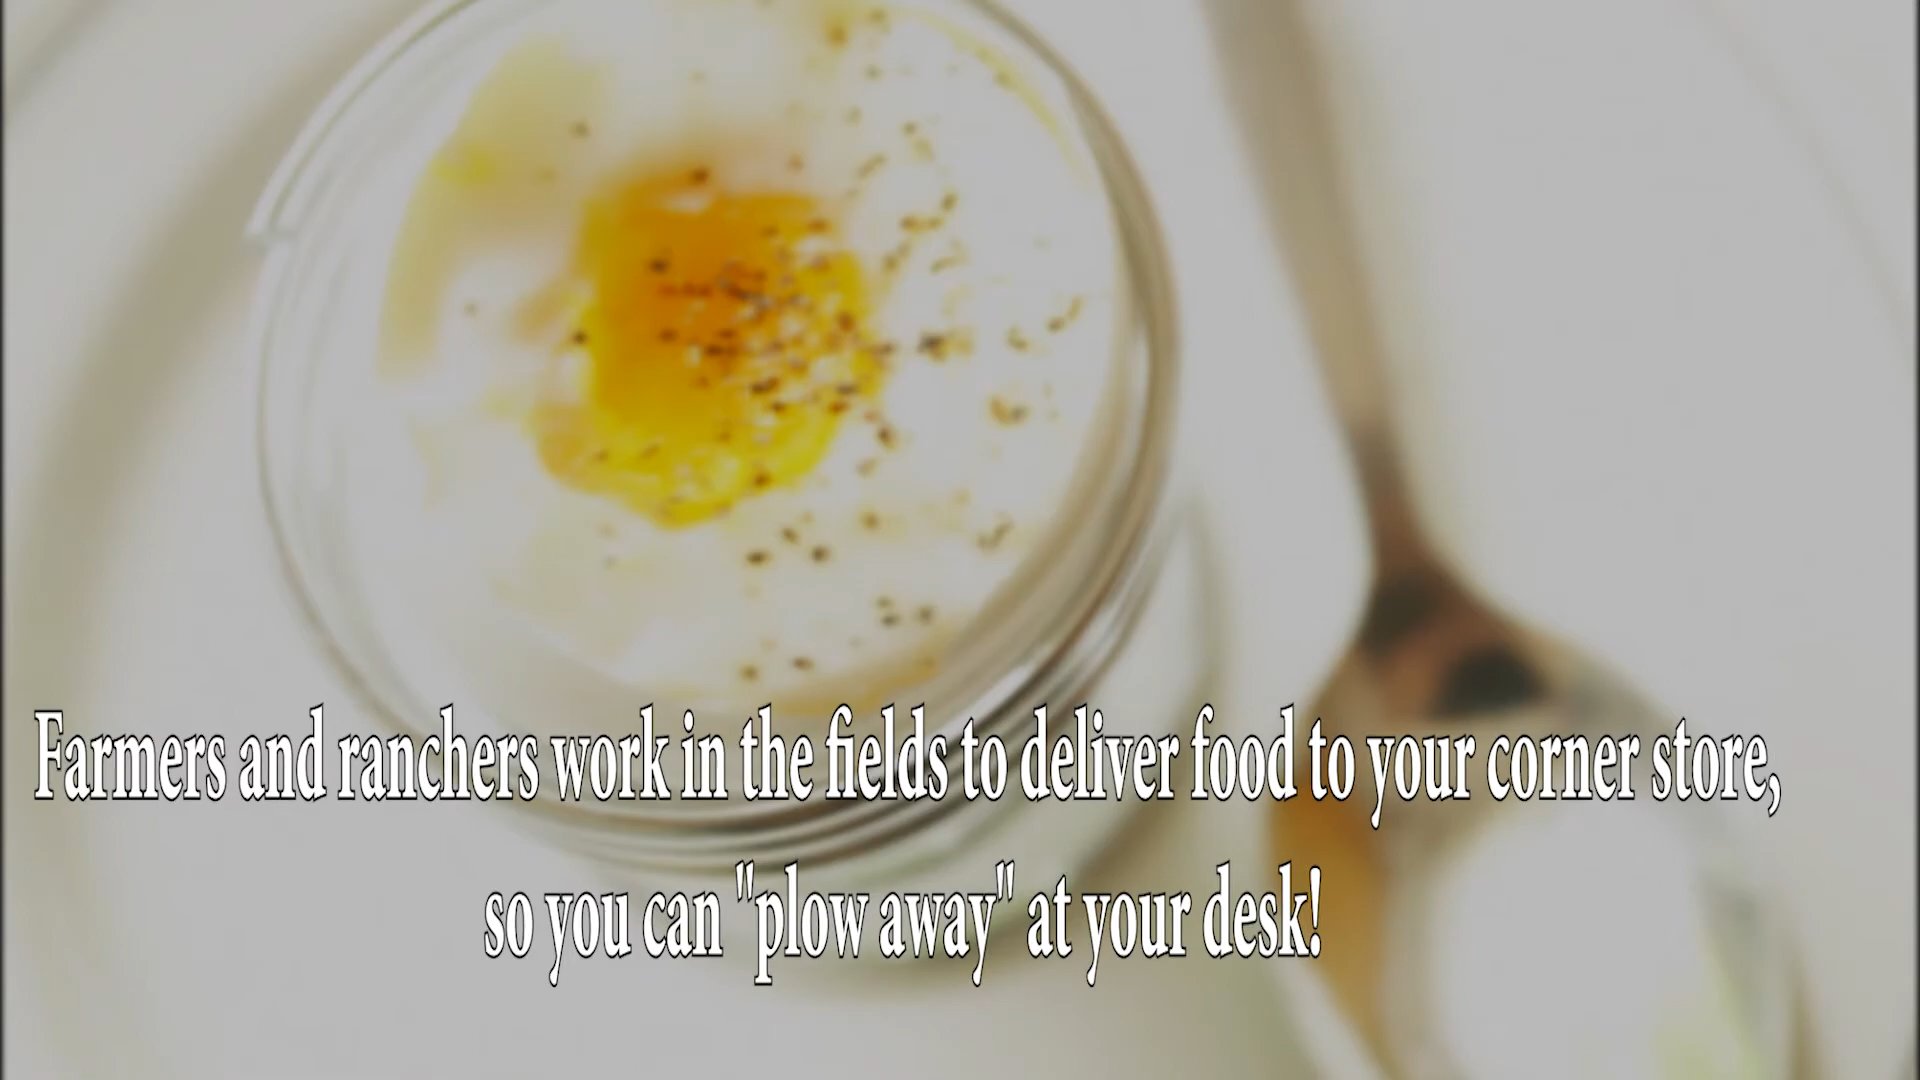 Farmers and ranchers work in the fields to deliver food to your corner store,
so you can "plow away" at your desk!